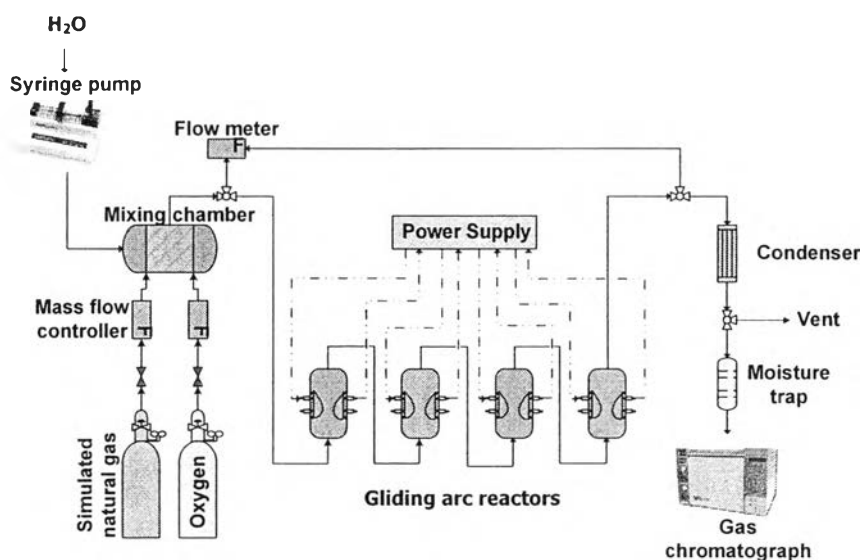 H₂O
Syringe pump
Flow meter
F
Mixing chamber
Power Supply
Condenser
Mass flow
controller
F
F
Vent
Moisture
trap
Simulated
natural gas
Oxygen
Gliding arc reactors
Gas
chromatograph